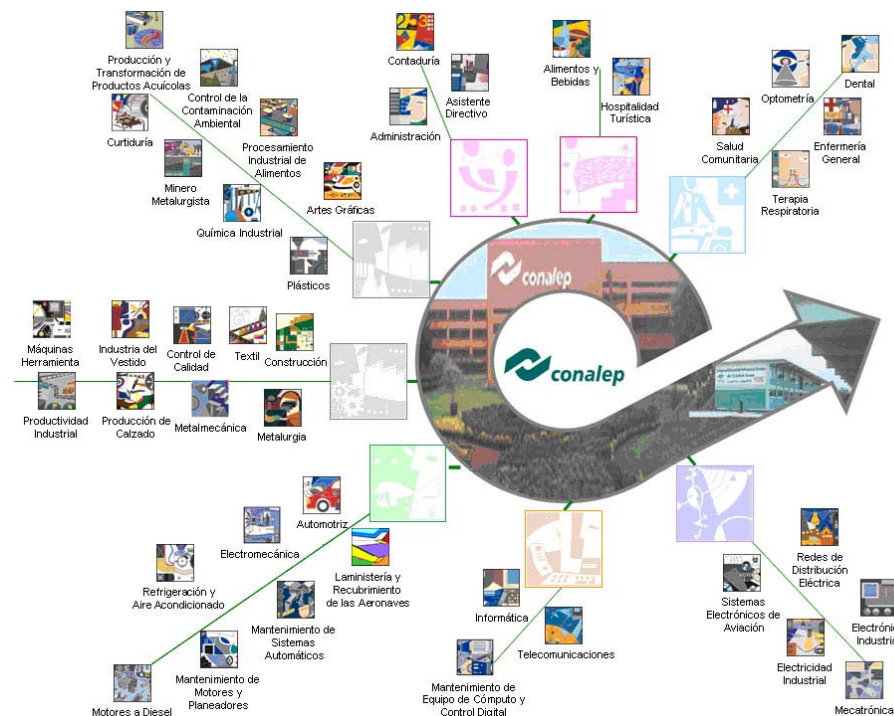 Producción y
Transformación de
Productos Acuícolas
Control de la
Contaminación
Ambiental
Curtiduría
Procesamiento
Industrial de
Alimentos
Minero
Metalurgista
Artes Gráficas
Química Industrial
Plásticos
Contaduría
Asistente
Directivo
Administración
Alimentos y
Bebidas
Hospitalidad
Turística
Optometría
Dental
Salud
Comunitaria
Enfermería
General
Terapia
Respiratoria
conalep
conalep
Máquinas
Herramienta
Industria del
Vestido
Control de
Calidad
Textil
Construcción
Productividad
Industrial
Producción de
Calzado
Metalmecánica
Metalurgia
Automotriz
Electromecánica
Laministería y
Recubrimiento
de las Aeronaves
Refrigeración y
Aire Acondicionado
Mantenimiento de
Sistemas
Automáticos
Mantenimiento de
Motores y
Planeadores
Motores a Diesel
Informática
Telecomunicaciones
Mantenimiento de
Equipo de Cómputo y
Control Digital
Redes de
Distribución
Eléctrica
Sistemas
Electrónicos de
Aviación
Electrónic
Industria
Electricidad
Industrial
Mecatrónica